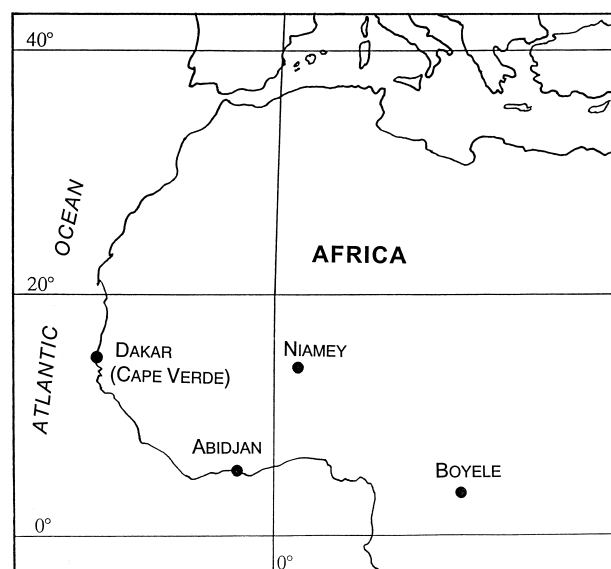 40°
OCEAN
AFRICA
20°
ATLANTIC
DAKAR
(CAPE VERDE)
NIAMEY
ABIDJAN
BOYELE
0°
0°